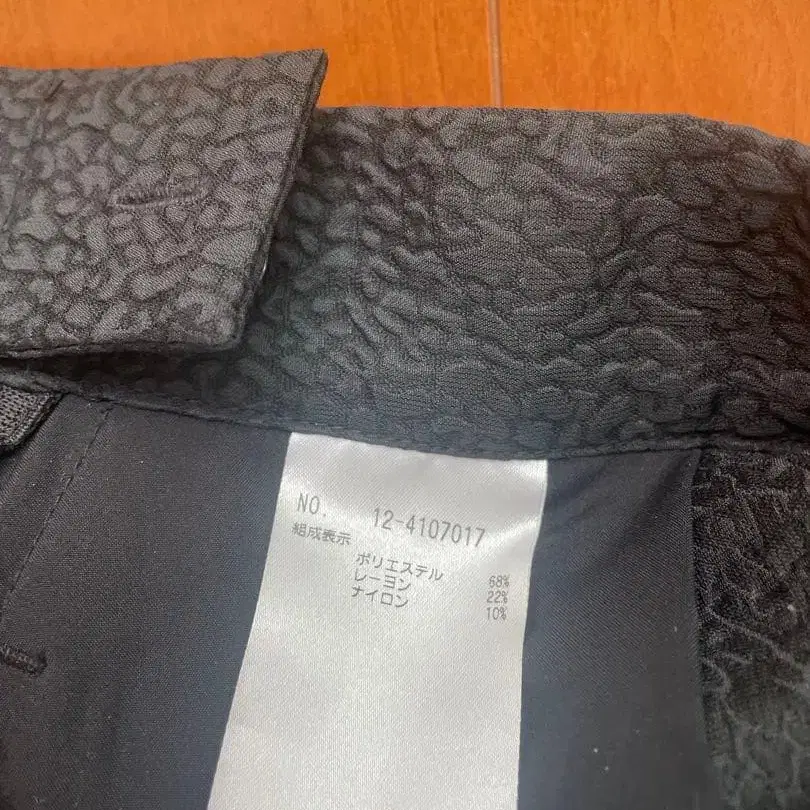 NO. 12-4107017
組成表示
ポリエステル 68%
レーヨン 22%
ナイロン 10%